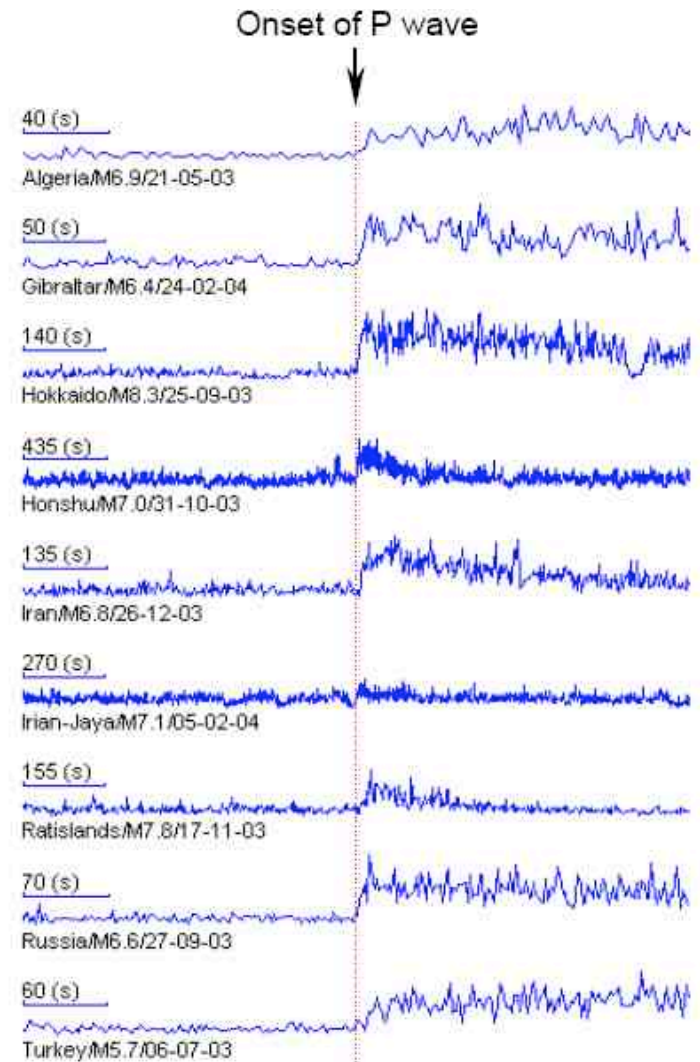 Onset of P wave
40 (s)
Algeria/M6.9/21-05-03
50 (s)
Gibraltar/M6.4/24-02-04
140 (s)
Hokkaido/M8.3/25-09-03
435 (s)
Honshu/M7.0/31-10-03
135 (s)
Iran/M6.8/26-12-03
270 (s)
Irian-Jaya/M7.1/05-02-04
155 (s)
Ratislands/M7.8/17-11-03
70 (s)
Russia/M6.6/27-09-03
60 (s)
Turkey/M5.7/06-07-03